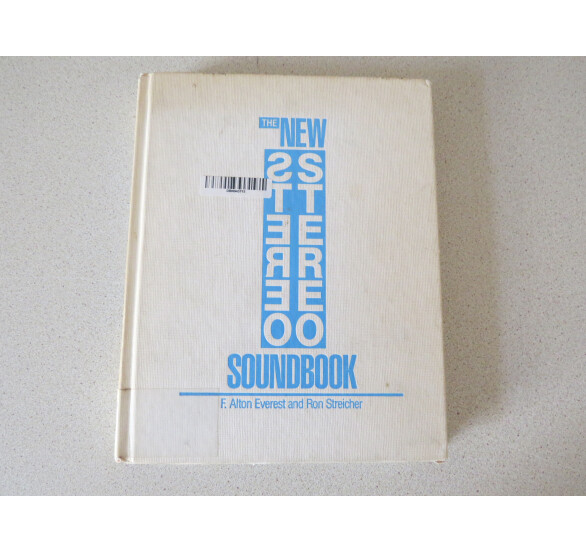 THE NEW
STEREO STEREO
SOUNDBOOK
F. Alton Everest and Ron Streicher